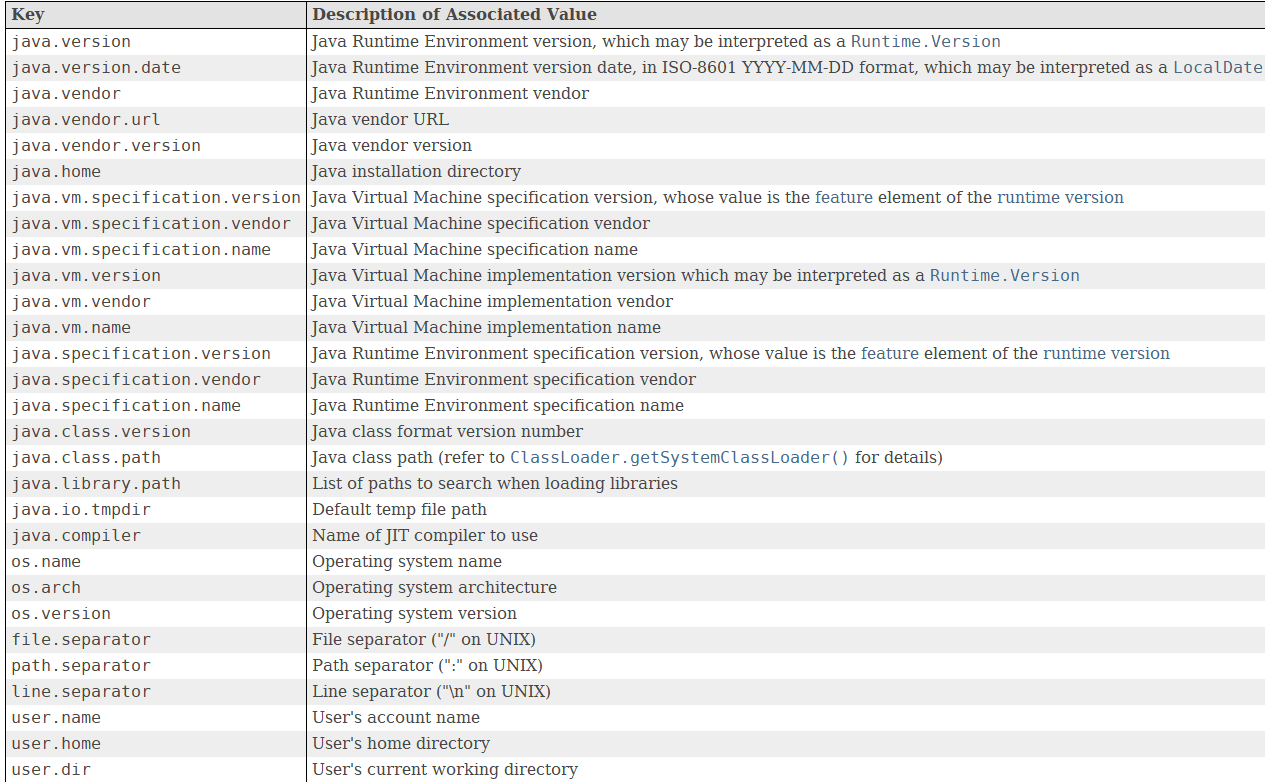 Key Description of Associated Value
java.version Java Runtime Environment version, which may be interpreted as a Runtime.Version
java.version.date Java Runtime Environment version date, in ISO-8601 YYYY-MM-DD format, which may be interpreted as a LocalDate
java.vendor Java Runtime Environment vendor
java.vendor.url Java vendor URL
java.vendor.version Java vendor version
java.home Java installation directory
java.vm.specification.version Java Virtual Machine specification version, whose value is the feature element of the runtime version
java.vm.specification.vendor Java Virtual Machine specification vendor
java.vm.specification.name Java Virtual Machine specification name
java.vm.version Java Virtual Machine implementation version which may be interpreted as a Runtime.Version
java.vm.vendor Java Virtual Machine implementation vendor
java.vm.name Java Virtual Machine implementation name
java.specification.version Java Runtime Environment specification version, whose value is the feature element of the runtime version
java.specification.vendor Java Runtime Environment specification vendor
java.specification.name Java Runtime Environment specification name
java.class.version Java class format version number
java.class.path Java class path (refer to ClassLoader.getSystemClassLoader() for details)
java.library.path List of paths to search when loading libraries
java.io.tmpdir Default temp file path
java.compiler Name of JIT compiler to use
os.name Operating system name
os.arch Operating system architecture
os.version Operating system version
file.separator File separator ("/" on UNIX)
path.separator Path separator (":" on UNIX)
line.separator Line separator ("\n" on UNIX)
user.name User's account name
user.home User's home directory
user.dir User's current working directory